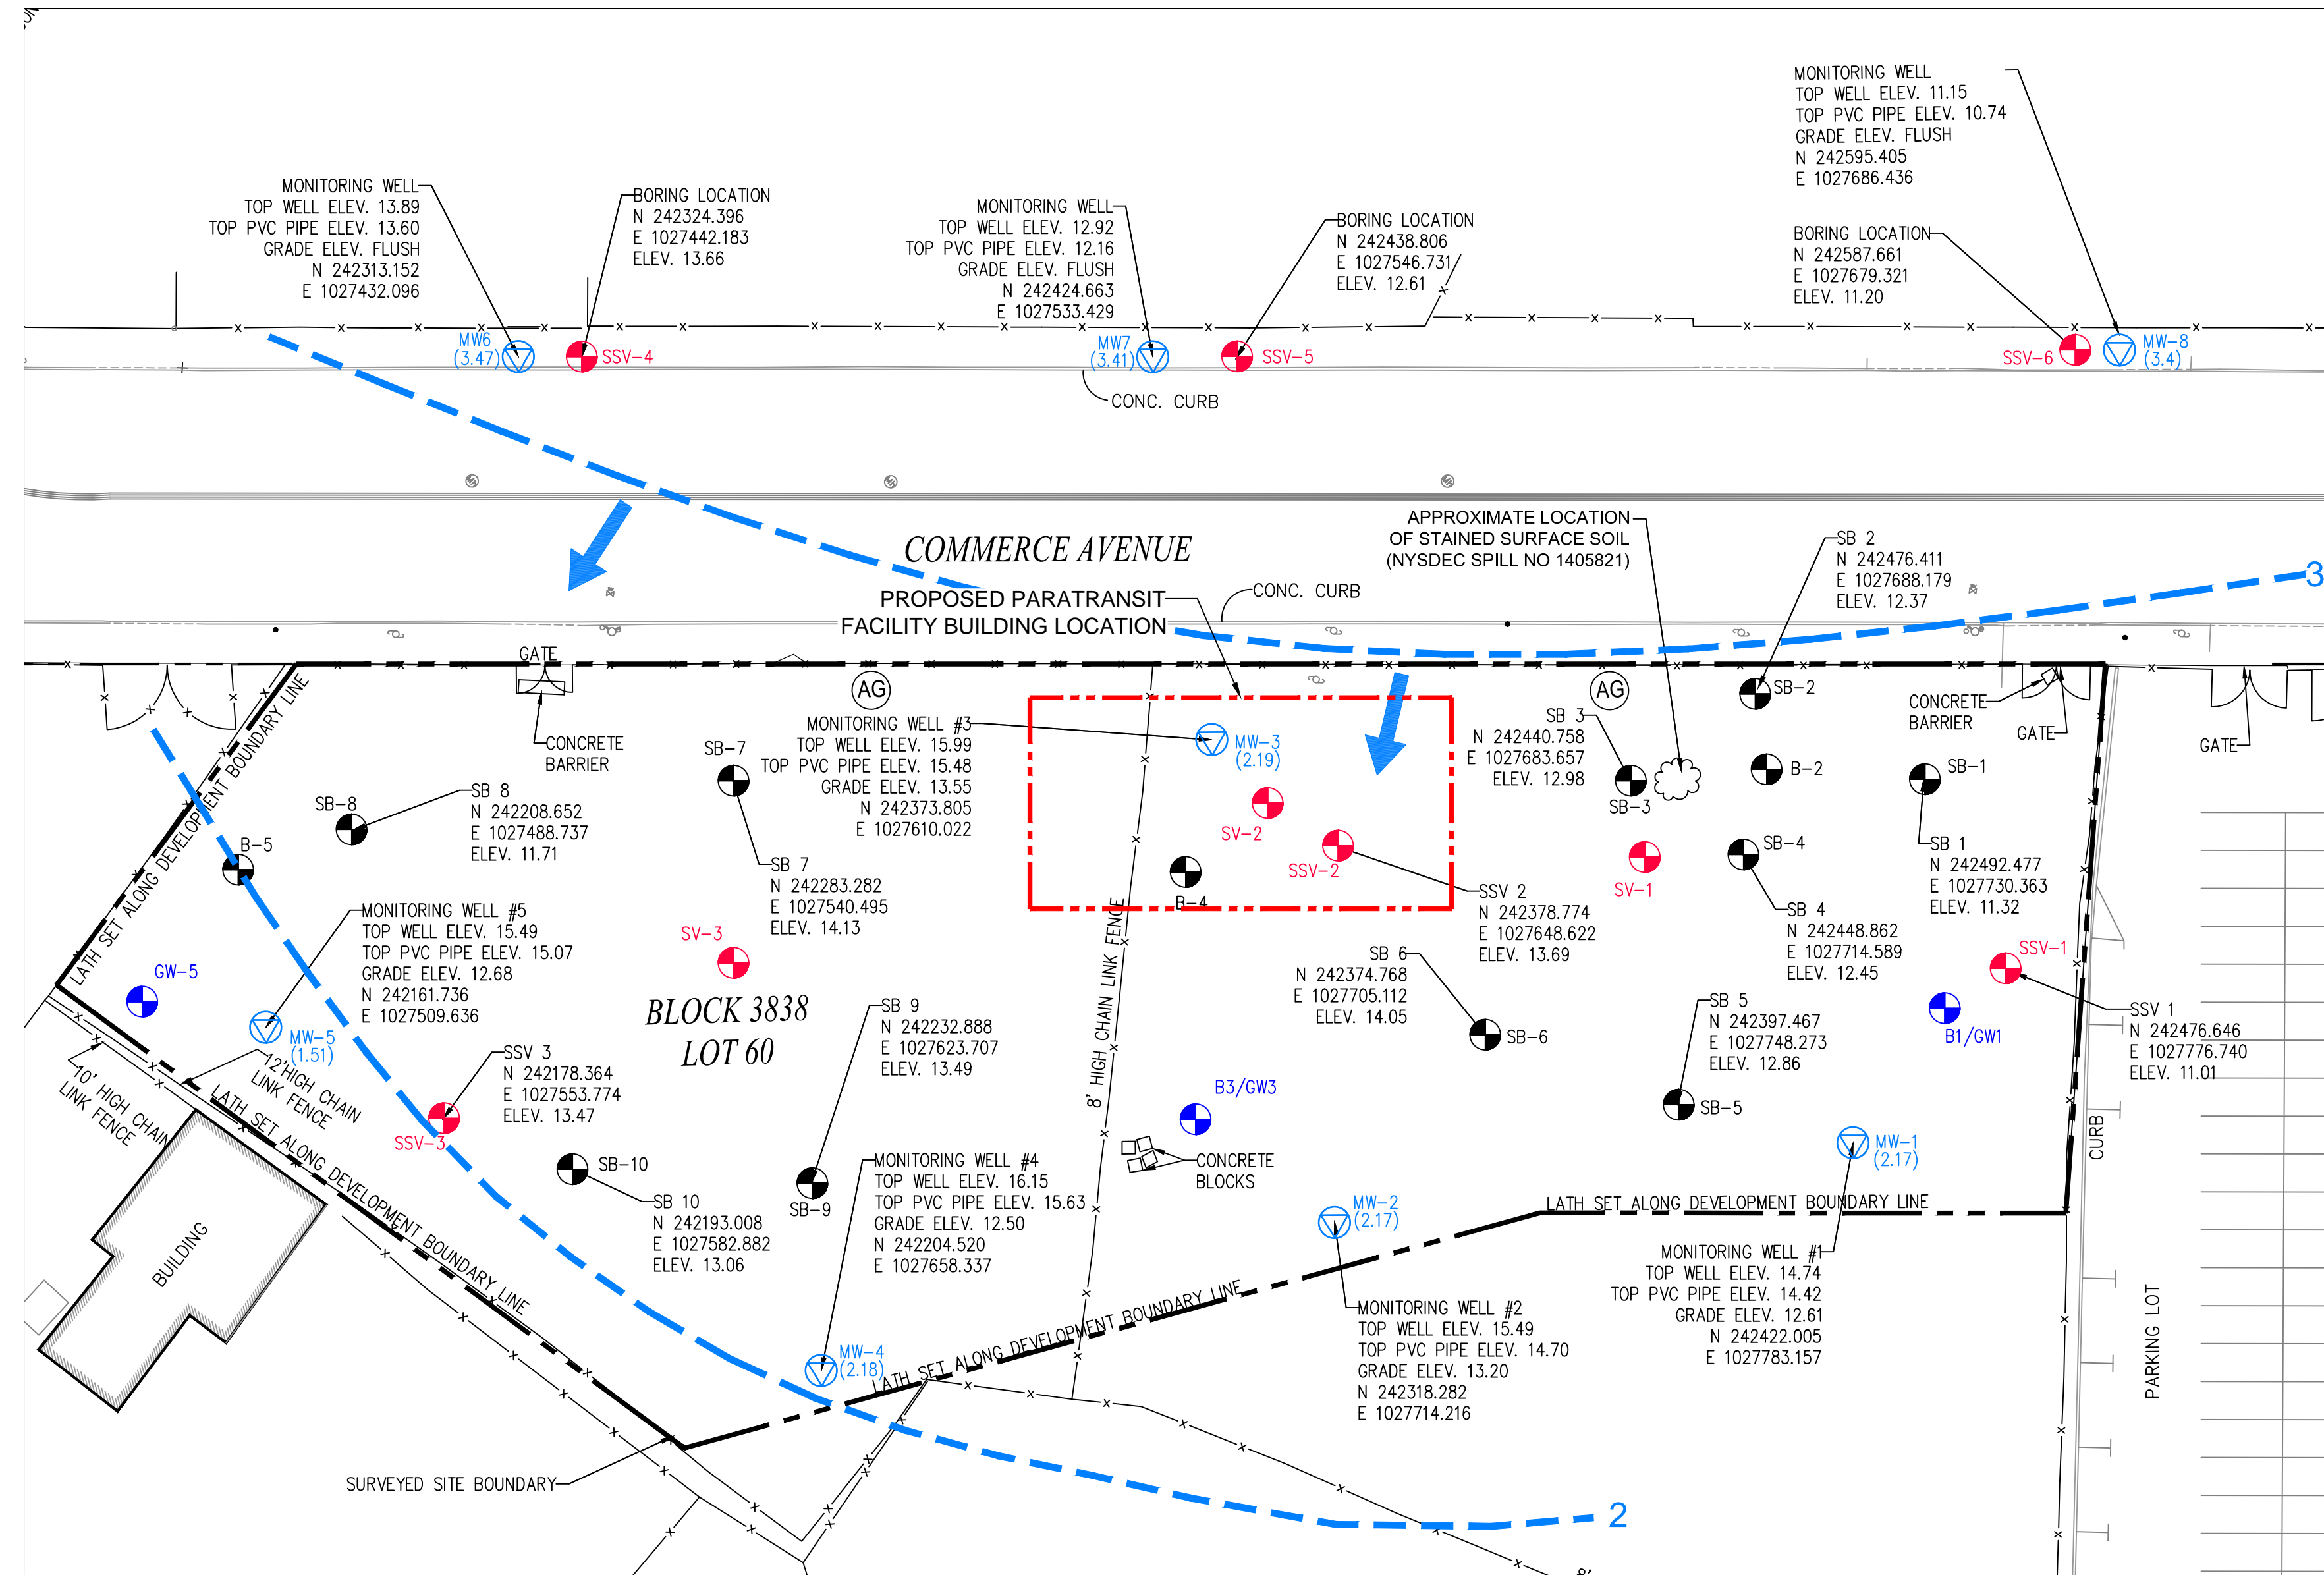 MONITORING WELL
TOP WELL ELEV. 11.15
TOP PVC PIPE ELEV. 10.74
GRADE ELEV. FLUSH
N 242595.405
E 1027686.436
MONITORING WELL
TOP WELL ELEV. 13.89
TOP PVC PIPE ELEV. 13.60
GRADE ELEV. FLUSH
N 242313.152
E 1027432.096
BORING LOCATION
N 242324.396
E 1027442.183
ELEV. 13.66
MONITORING WELL
TOP WELL ELEV. 12.92
TOP PVC PIPE ELEV. 12.16
GRADE ELEV. FLUSH
N 242424.663
E 1027533.429
BORING LOCATION
N 242438.806
E 1027546.731
ELEV. 12.61
BORING LOCATION
N 242587.661
E 1027679.321
ELEV. 11.20
MW6
(3.47)
SSV-4
MW7
(3.41)
SSV-5
SSV-6
MW-8
(3.4)
CONC. CURB
COMMERCE AVENUE
APPROXIMATE LOCATION
OF STAINED SURFACE SOIL
(NYSDEC SPILL NO 1405821)
SB 2
N 242476.411
E 1027688.179
ELEV. 12.37
3
PROPOSED PARATRANSIT
FACILITY BUILDING LOCATION
CONC. CURB
GATE
AG
AG
SB-2
CONCRETE
BARRIER
GATE
GATE
CONCRETE
BARRIER
LATH SET ALONG DEVELOPMENT BOUNDARY LINE
SB-7
MONITORING WELL #3
TOP WELL ELEV. 15.99
TOP PVC PIPE ELEV. 15.48
GRADE ELEV. 13.55
N 242373.805
E 1027610.022
MW-3
(2.19)
SV-2
SSV-2
B-4
SB 3
N 242440.758
E 1027683.657
ELEV. 12.98
SB-3
B-2
SB-1
SB-8
SB 8
N 242208.652
E 1027488.737
ELEV. 11.71
B-5
SB 7
N 242283.282
E 1027540.495
ELEV. 14.13
SV-1
SB-4
SB 1
N 242492.477
E 1027730.363
ELEV. 11.32
SSV 2
N 242378.774
E 1027648.622
ELEV. 13.69
SB 4
N 242448.862
E 1027714.589
ELEV. 12.45
MONITORING WELL #5
TOP WELL ELEV. 15.49
TOP PVC PIPE ELEV. 15.07
GRADE ELEV. 12.68
N 242161.736
E 1027509.636
GW-5
MW-5
(1.51)
SV-3
BLOCK 3838
LOT 60
8' HIGH CHAIN LINK FENCE
SB 6
N 242374.768
E 1027705.112
ELEV. 14.05
SB-6
SSV-1
B1/GW1
SSV 1
N 242476.646
E 1027776.740
ELEV. 11.01
SB 5
N 242397.467
E 1027748.273
ELEV. 12.86
SB-5
SB 9
N 242232.888
E 1027623.707
ELEV. 13.49
12'HIGH CHAIN
LINK FENCE
10' HIGH CHAIN
LINK FENCE
SSV 3
N 242178.364
E 1027553.774
ELEV. 13.47
SSV-3
B3/GW3
CONCRETE
BLOCKS
MW-1
(2.17)
CURB
LATH SET ALONG DEVELOPMENT BOUNDARY LINE
SB-10
SB 10
N 242193.008
E 1027582.882
ELEV. 13.06
SB-9
MONITORING WELL #4
TOP WELL ELEV. 16.15
TOP PVC PIPE ELEV. 15.63
GRADE ELEV. 12.50
N 242204.520
E 1027658.337
MW-2
(2.17)
LATH SET ALONG DEVELOPMENT BOUNDARY LINE
BUILDING
MONITORING WELL #1
TOP WELL ELEV. 14.74
TOP PVC PIPE ELEV. 14.42
GRADE ELEV. 12.61
N 242422.005
E 1027783.157
MONITORING WELL #2
TOP WELL ELEV. 15.49
TOP PVC PIPE ELEV. 14.70
GRADE ELEV. 13.20
N 242318.282
E 1027714.216
MW-4
(2.18)
LATH SET ALONG DEVELOPMENT BOUNDARY LINE
PARKING LOT
SURVEYED SITE BOUNDARY
2